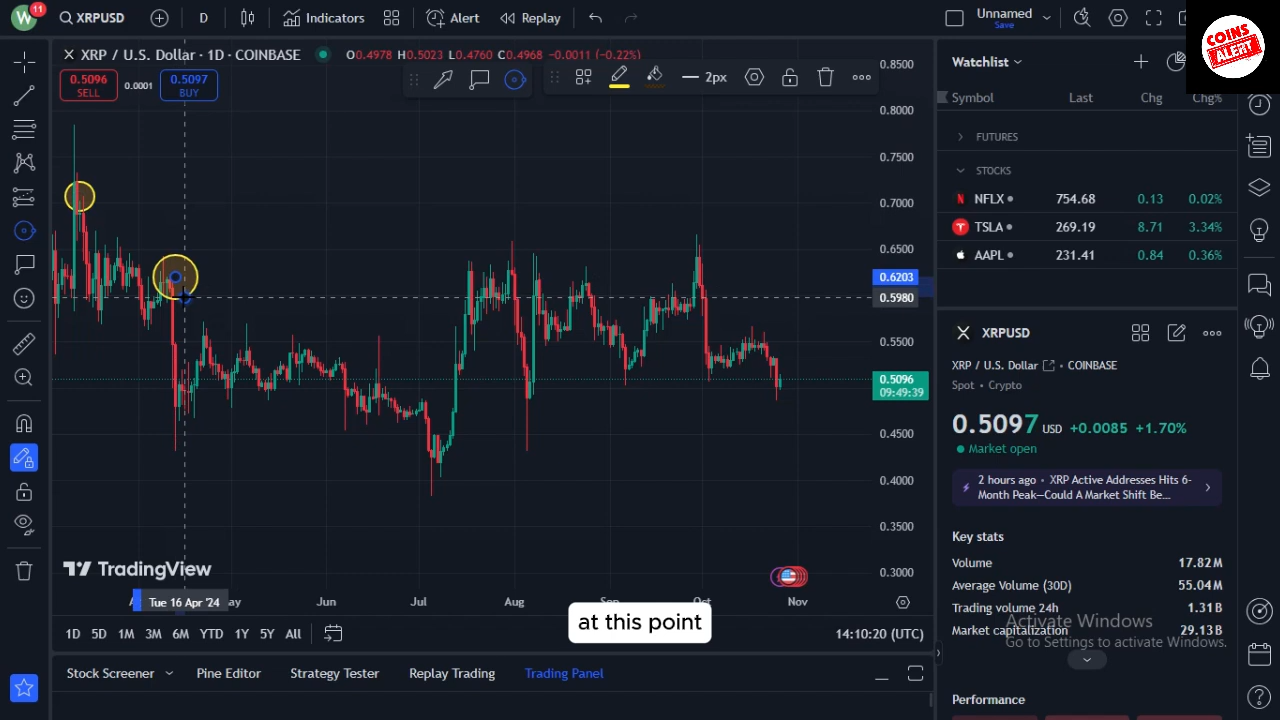 W 11 XRPUSD D Indicators Alert Replay Unnamed
Save
COINS
ALERT
XRP / U.S. Dollar · 1D · COINBASE O0.4978 H0.5023 L0.4760 C0.4968 -0.0011 (-0.22%)
0.5096
SELL
0.0001
0.5097
BUY
2px
0.8500
0.8000
0.7500
0.7000
0.6500
0.6203
0.5980
0.5500
0.5096
09:49:39
0.4500
0.4000
0.3500
0.3000
TradingView
Tue 16 Apr '24
Jun Jul Aug Sep Oct Nov
at this point
1D 5D 1M 3M 6M YTD 1Y 5Y All
14:10:20 (UTC)
Stock Screener Pine Editor Strategy Tester Replay Trading Trading Panel
Watchlist
Symbol Last Chg Chg%
FUTURES
STOCKS
NFLX 754.68 0.13 0.02%
TSLA 269.19 8.71 3.34%
AAPL 231.41 0.84 0.36%
XRPUSD
XRP / U.S. Dollar · COINBASE
Spot · Crypto
0.5097 USD +0.0085 +1.70%
Market open
2 hours ago · XRP Active Addresses Hits 6-
Month Peak—Could A Market Shift Be...
Key stats
Volume 17.82M
Average Volume (30D) 55.04M
Trading volume 24h 1.31B
Market capitalization 29.13B
Activate Windows
Go to Settings to activate Windows.
Performance